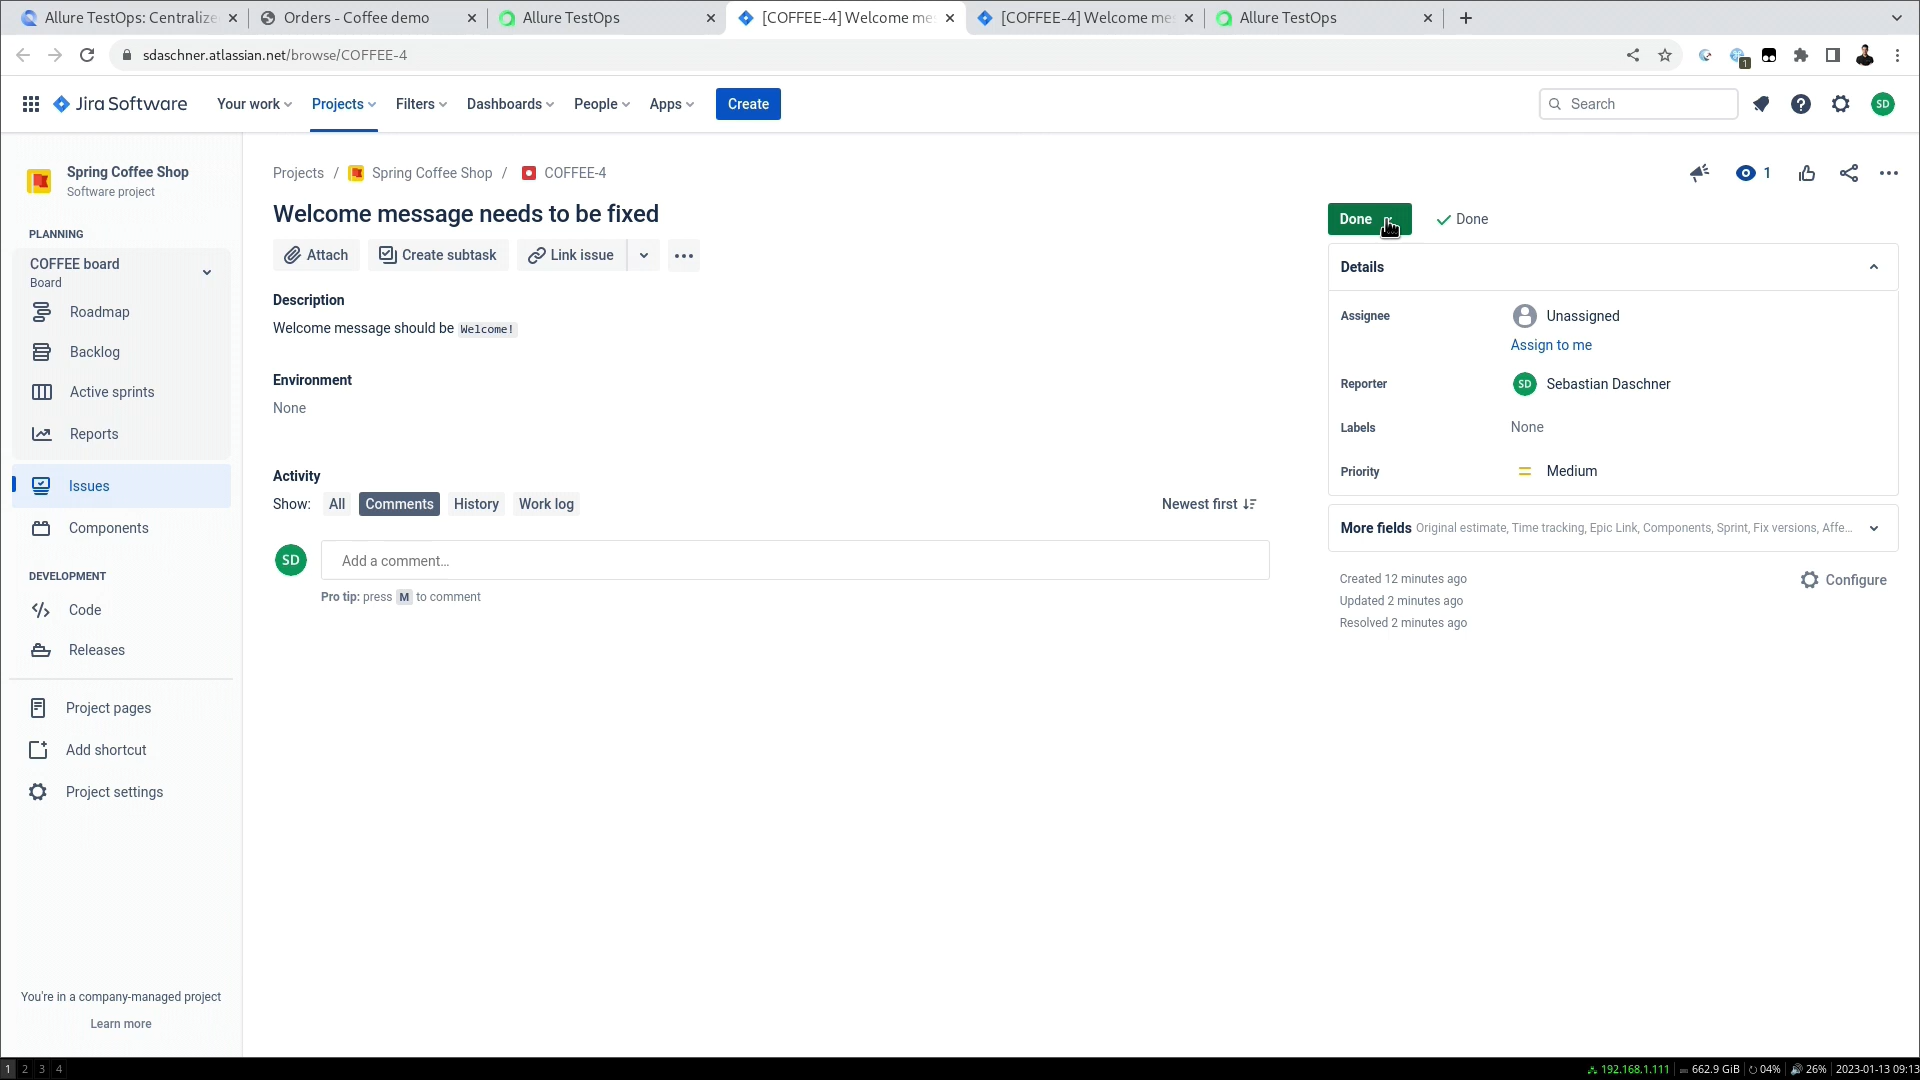 Allure TestOps: Centralize
Orders - Coffee demo
Allure TestOps
[COFFEE-4] Welcome me
[COFFEE-4] Welcome me
Allure TestOps
sdaschner.atlassian.net/browse/COFFEE-4
1
Jira Software
Your work
Projects
Filters
Dashboards
People
Apps
Create
Search
SD
Spring Coffee Shop
Software project
PLANNING
COFFEE board
Board
Roadmap
Backlog
Active sprints
Reports
Issues
Components
DEVELOPMENT
Code
Releases
Project pages
Add shortcut
Project settings
You're in a company-managed project
Learn more
Projects / Spring Coffee Shop / COFFEE-4
1
Welcome message needs to be fixed
Attach
Create subtask
Link issue
Description
Welcome message should be Welcome!
Environment
None
Activity
Show: All Comments History Work log
Newest first
SD
Add a comment…
Pro tip: press M to comment
Done
Done
Details
Assignee
Unassigned
Assign to me
Reporter
SD Sebastian Daschner
Labels
None
Priority
Medium
More fields Original estimate, Time tracking, Epic Link, Components, Sprint, Fix versions, Affe...
Created 12 minutes ago
Updated 2 minutes ago
Resolved 2 minutes ago
Configure
1 2 3 4
192.168.1.111 662.9 GiB 04% 26% 2023-01-13 09:13